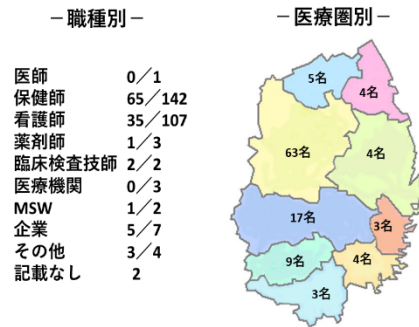 －職種別－
医師 0／1
保健師 65／142
看護師 35／107
薬剤師 1／3
臨床検査技師 2／2
医療機関 0／3
MSW 1／2
企業 5／7
その他 3／4
記載なし 2
－医療圏別－
5名
4名
63名
4名
17名
3名
9名
4名
3名